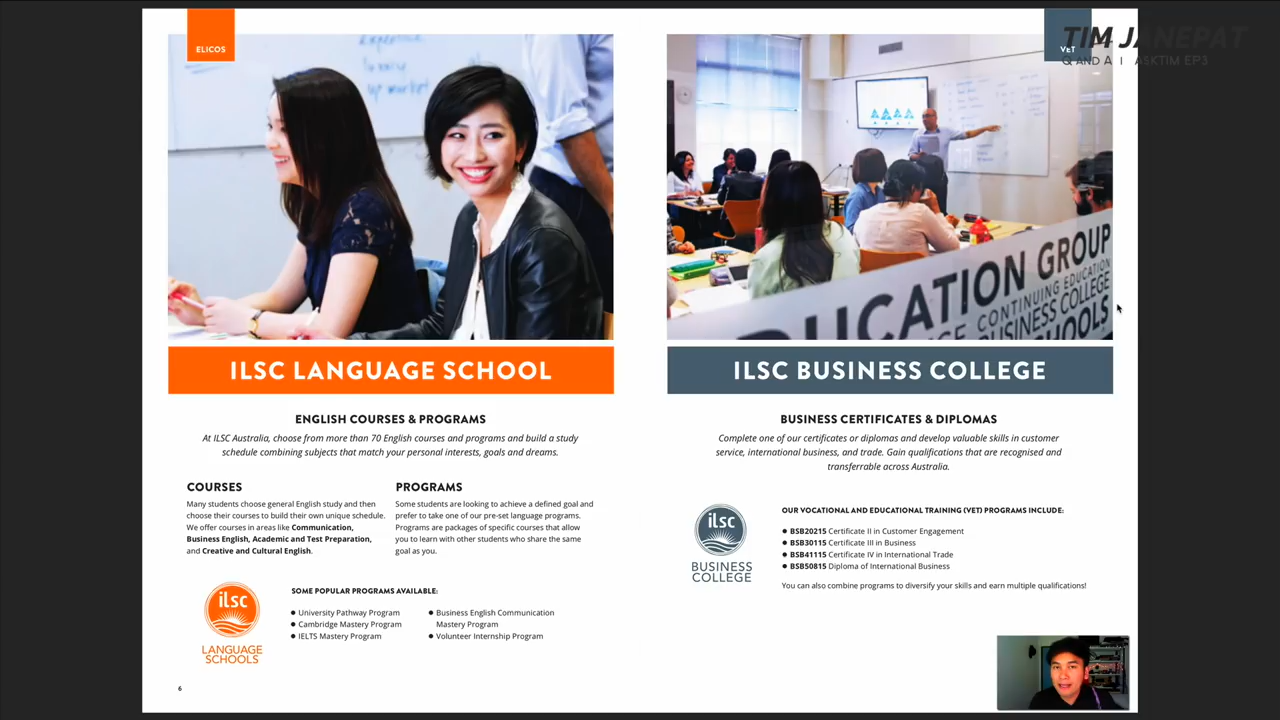 ELICOS
VET
TIM JANEPAT
Q AND A | ASKTIM EP3
EDUCATION GROUP
CONTINUING EDUCATION
BUSINESS COLLEGE
SCHOOLS
ILSC LANGUAGE SCHOOL
ENGLISH COURSES & PROGRAMS
At ILSC Australia, choose from more than 70 English courses and programs and build a study
schedule combining subjects that match your personal interests, goals and dreams.
COURSES
Many students choose general English study and then
choose their courses to build their own unique schedule.
We offer courses in areas like Communication,
Business English, Academic and Test Preparation,
and Creative and Cultural English.
PROGRAMS
Some students are looking to achieve a defined goal and
prefer to take one of our pre-set language programs.
Programs are packages of specific courses that allow
you to learn with other students who share the same
goal as you.
ilsc
LANGUAGE
SCHOOLS
SOME POPULAR PROGRAMS AVAILABLE:
● University Pathway Program
● Cambridge Mastery Program
● IELTS Mastery Program
● Business English Communication
Mastery Program
● Volunteer Internship Program
6
ILSC BUSINESS COLLEGE
BUSINESS CERTIFICATES & DIPLOMAS
Complete one of our certificates or diplomas and develop valuable skills in customer
service, international business, and trade. Gain qualifications that are recognised and
transferrable across Australia.
ilsc
BUSINESS
COLLEGE
OUR VOCATIONAL AND EDUCATIONAL TRAINING (VET) PROGRAMS INCLUDE:
● BSB20215 Certificate II in Customer Engagement
● BSB30115 Certificate III in Business
● BSB41115 Certificate IV in International Trade
● BSB50815 Diploma of International Business
You can also combine programs to diversify your skills and earn multiple qualifications!